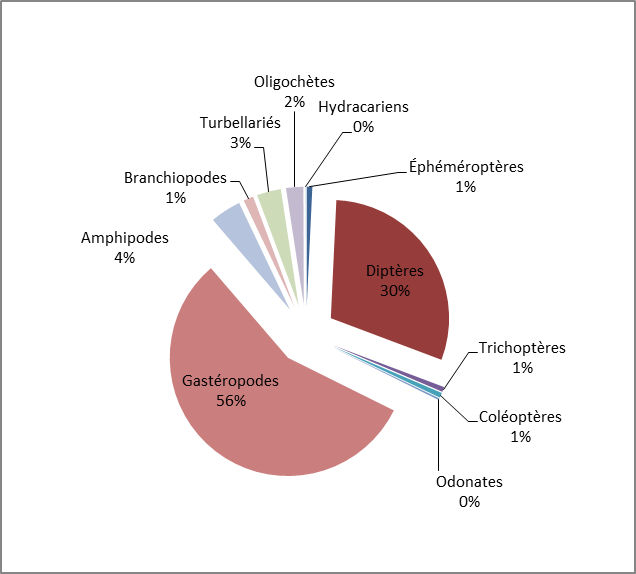 Oligochètes
2%
Hydracariens
0%
Turbellariés
3%
Éphéméroptères
1%
Branchiopodes
1%
Amphipodes
4%
Diptères
30%
Trichoptères
1%
Gastéropodes
56%
Coléoptères
1%
Odonates
0%